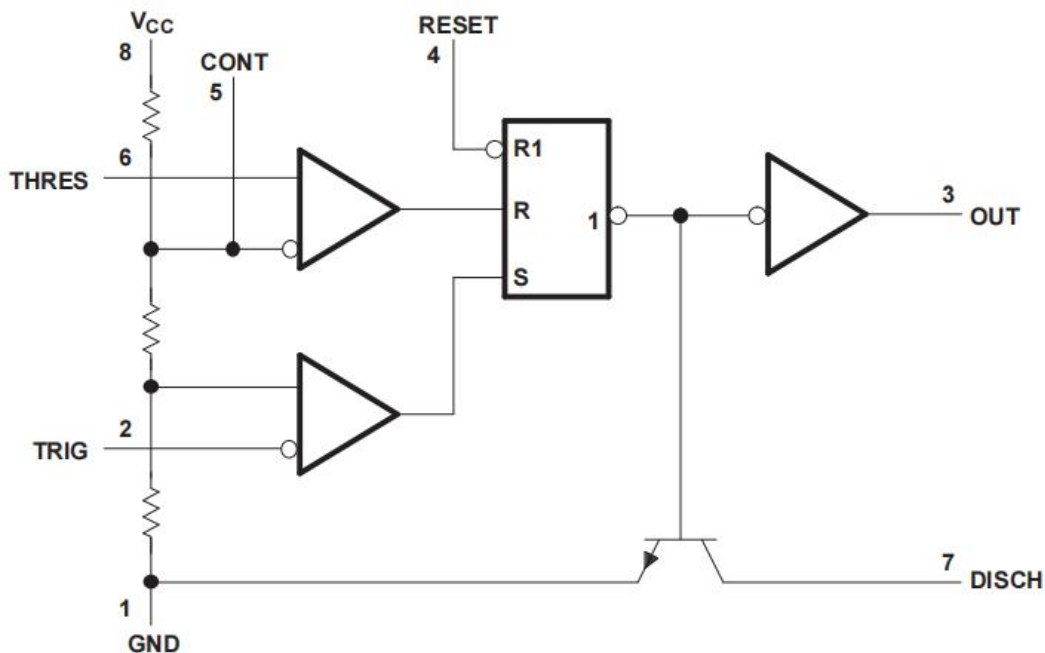 VCC
8
CONT
5
RESET
4
6
THRES
R1
R
1
S
3
OUT
2
TRIG
7
DISCH
1
GND